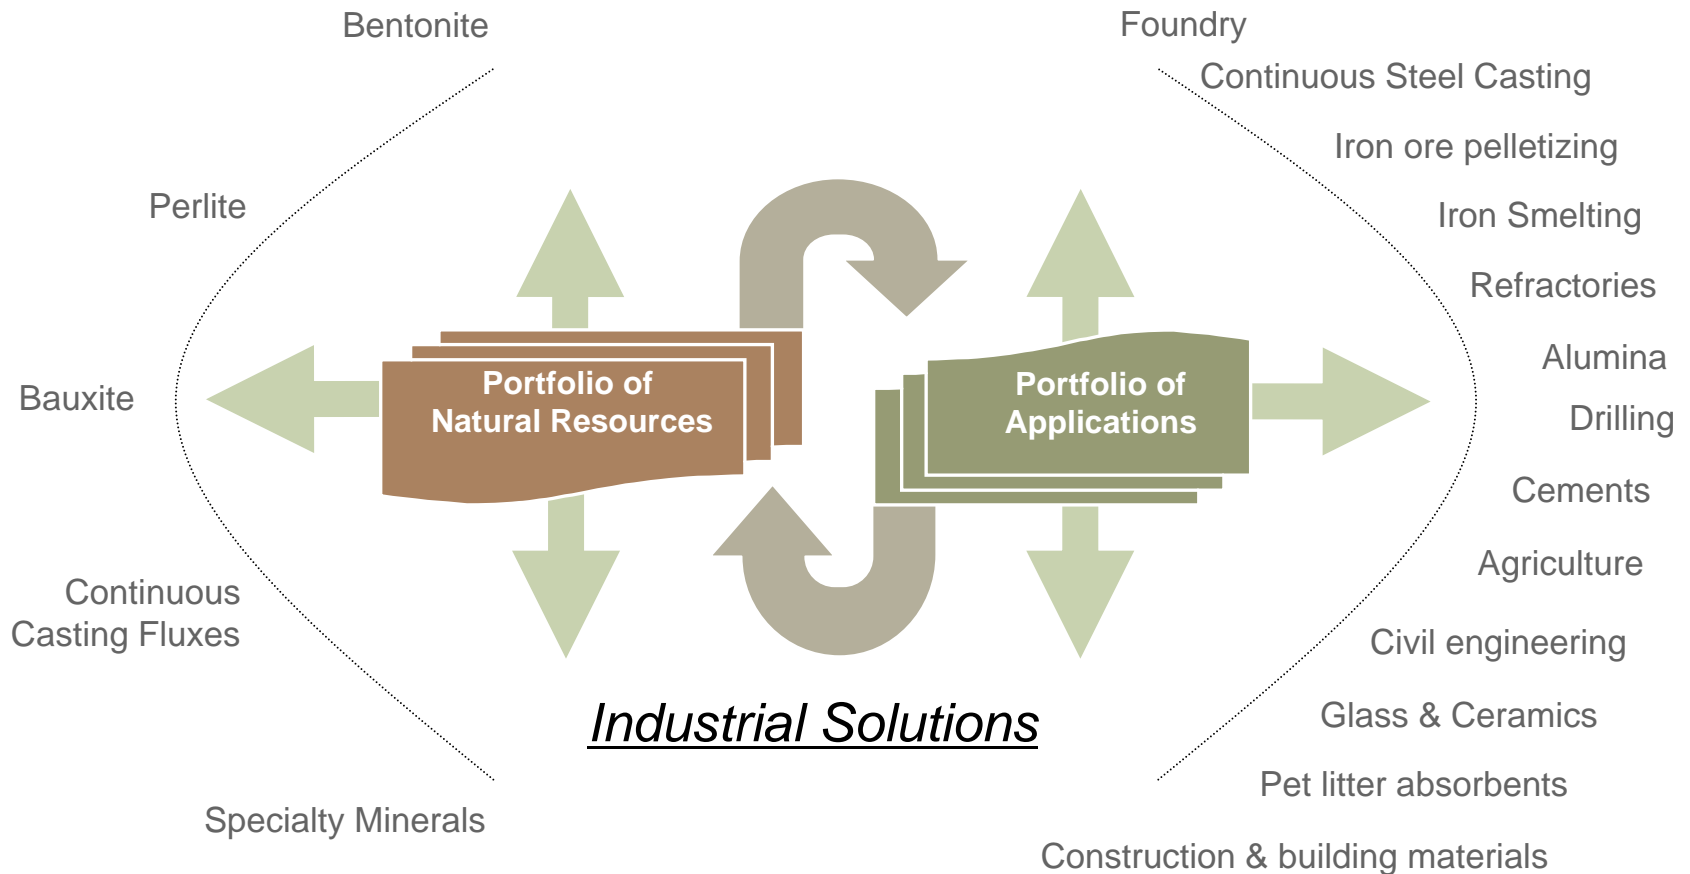 Bentonite
Perlite
Bauxite
Continuous
Casting Fluxes
Specialty Minerals
Portfolio of
Natural Resources
Portfolio of
Applications
Industrial Solutions
Foundry
Continuous Steel Casting
Iron ore pelletizing
Iron Smelting
Refractories
Alumina
Drilling
Cements
Agriculture
Civil engineering
Glass & Ceramics
Pet litter absorbents
Construction & building materials